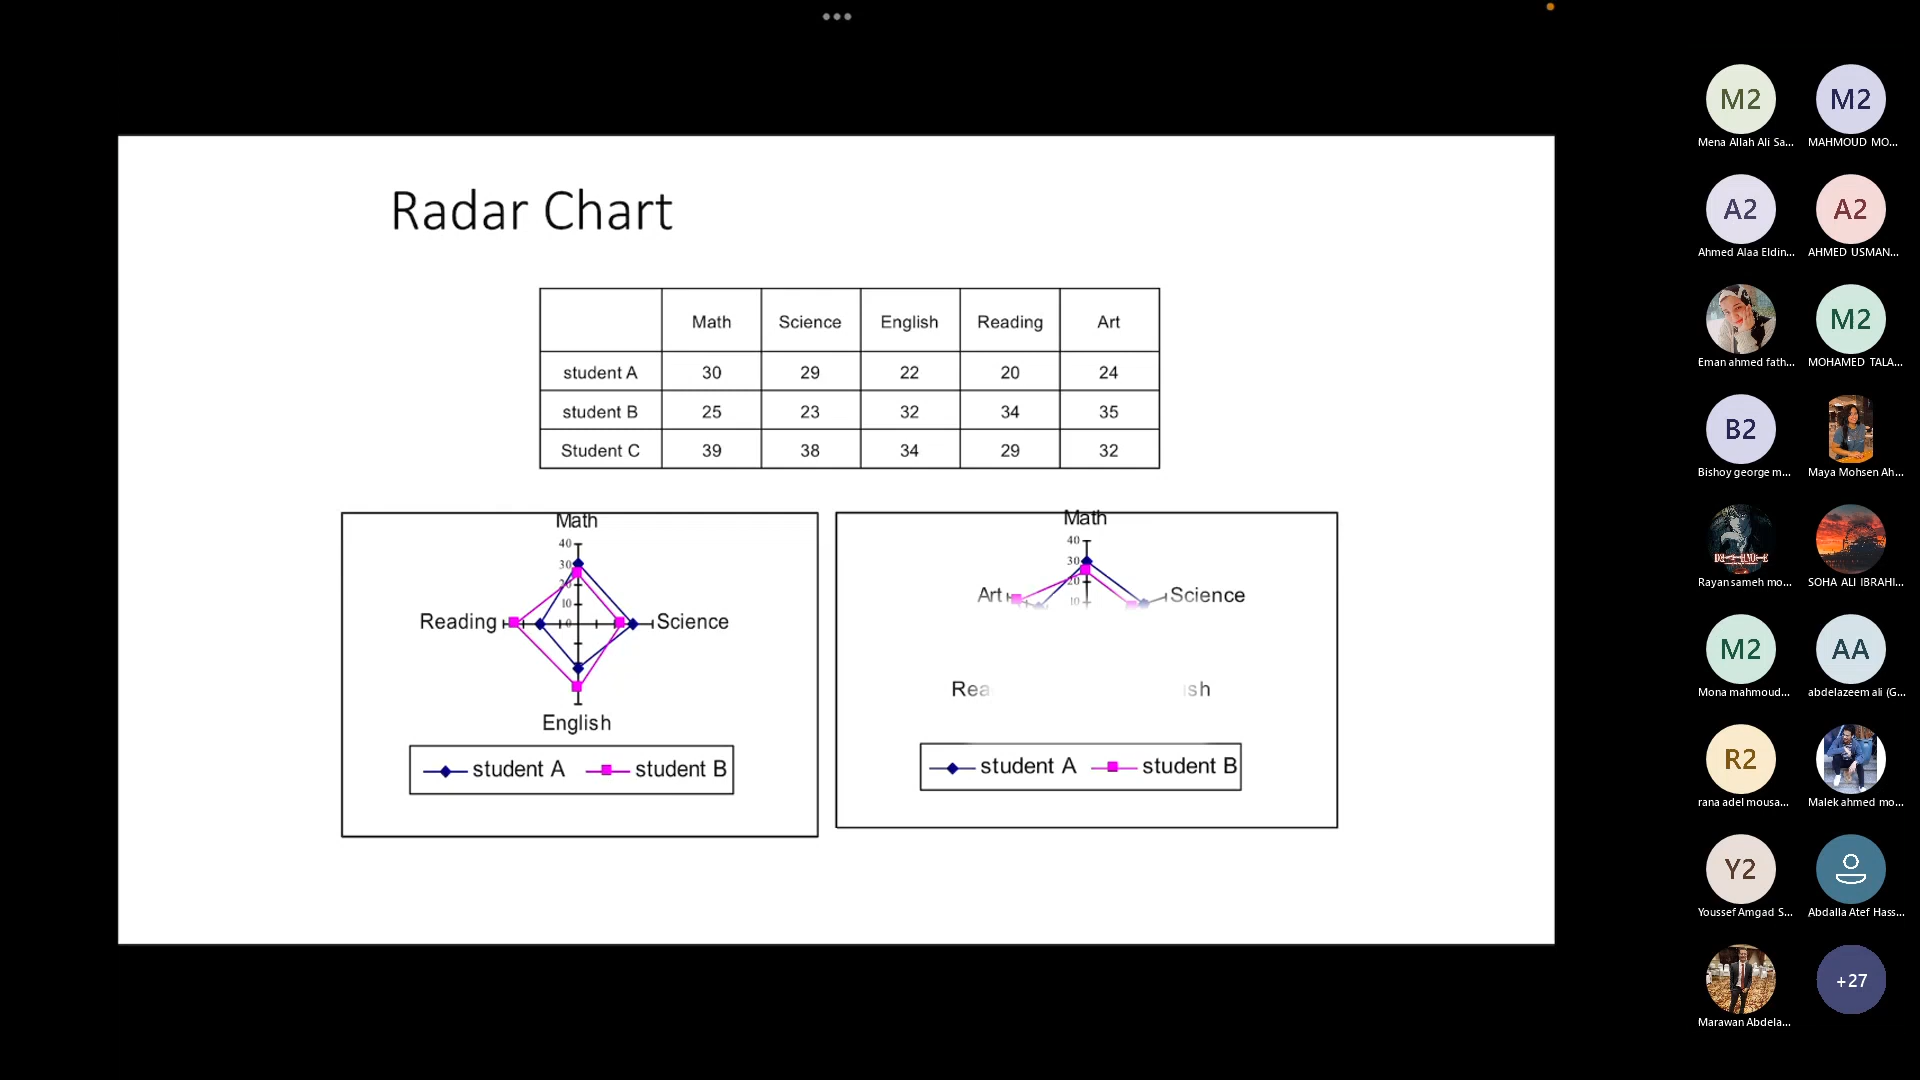 Radar Chart
Math Science English Reading Art
student A 30 29 22 20 24
student B 25 23 32 34 35
Student C 39 38 34 29 32
Math
40
30
20
10
0
Reading
Science
English
student A student B
Math
40
30
20
10
Art
Science
Rea
sh
student A student B
M2 M2
Mena Allah Ali Sa... MAHMOUD MO...
A2 A2
Ahmed Alaa Eldin... AHMED USMAN...
M2
Eman ahmed fath... MOHAMED TALA...
B2
Bishoy george m... Maya Mohsen Ah...
Rayan sameh mo... SOHA ALI IBRAHI...
M2 AA
Mona mahmoud... abdelazeem ali (G...
R2
rana adel mousa... Malek ahmed mo...
Y2
Youssef Amgad S... Abdalla Atef Hass...
+27
Marawan Abdela...